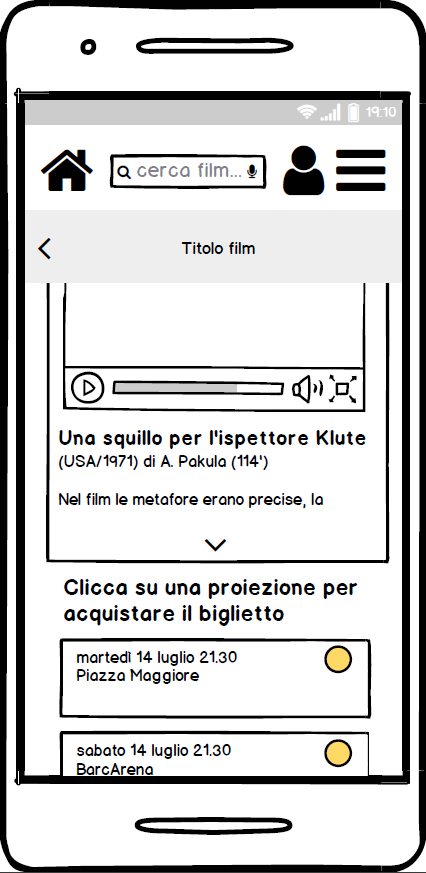 19:10
cerca film...
Titolo film
Una squillo per l'ispettore Klute
(USA/1971) di A. Pakula (114')
Nel film le metafore erano precise, la
Clicca su una proiezione per
acquistare il biglietto
martedì 14 luglio 21.30
Piazza Maggiore
sabato 14 luglio 21.30
BarcArena